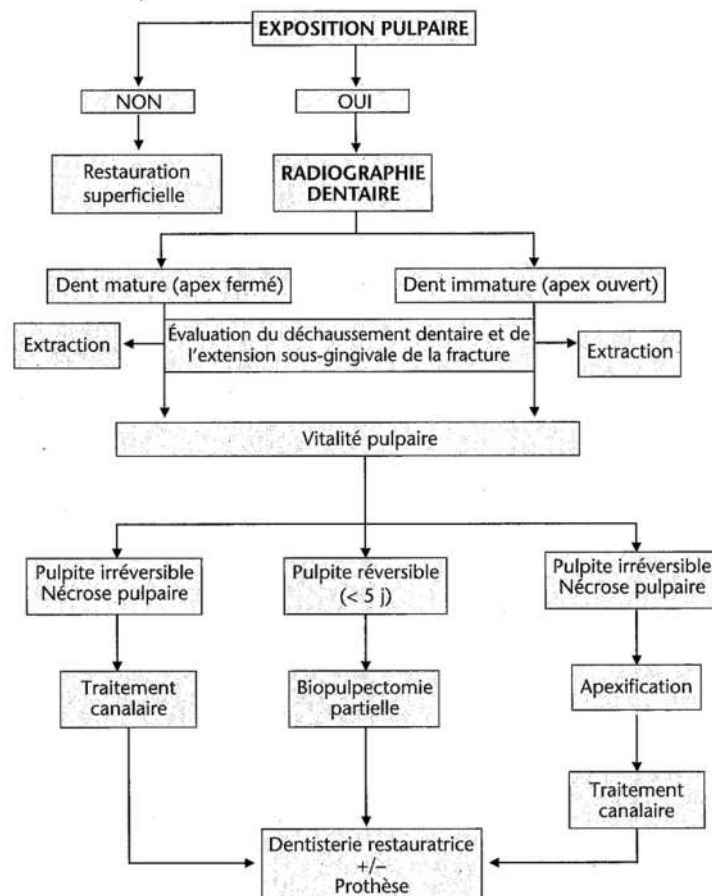 EXPOSITION PULPAIRE
NON
OUI
Restauration
superficielle
RADIOGRAPHIE
DENTAIRE
Dent mature (apex fermé)
Dent immature (apex ouvert)
Extraction
Évaluation du déchaussement dentaire et de
l'extension sous-gingivale de la fracture
Extraction
Vitalité pulpaire
Pulpite irréversible
Nécrose pulpaire
Pulpite réversible
(< 5 j)
Pulpite irréversible
Nécrose pulpaire
Traitement
canalaire
Biopulpectomie
partielle
Apexification
Traitement
canalaire
Dentisterie restauratrice
+/–
Prothèse